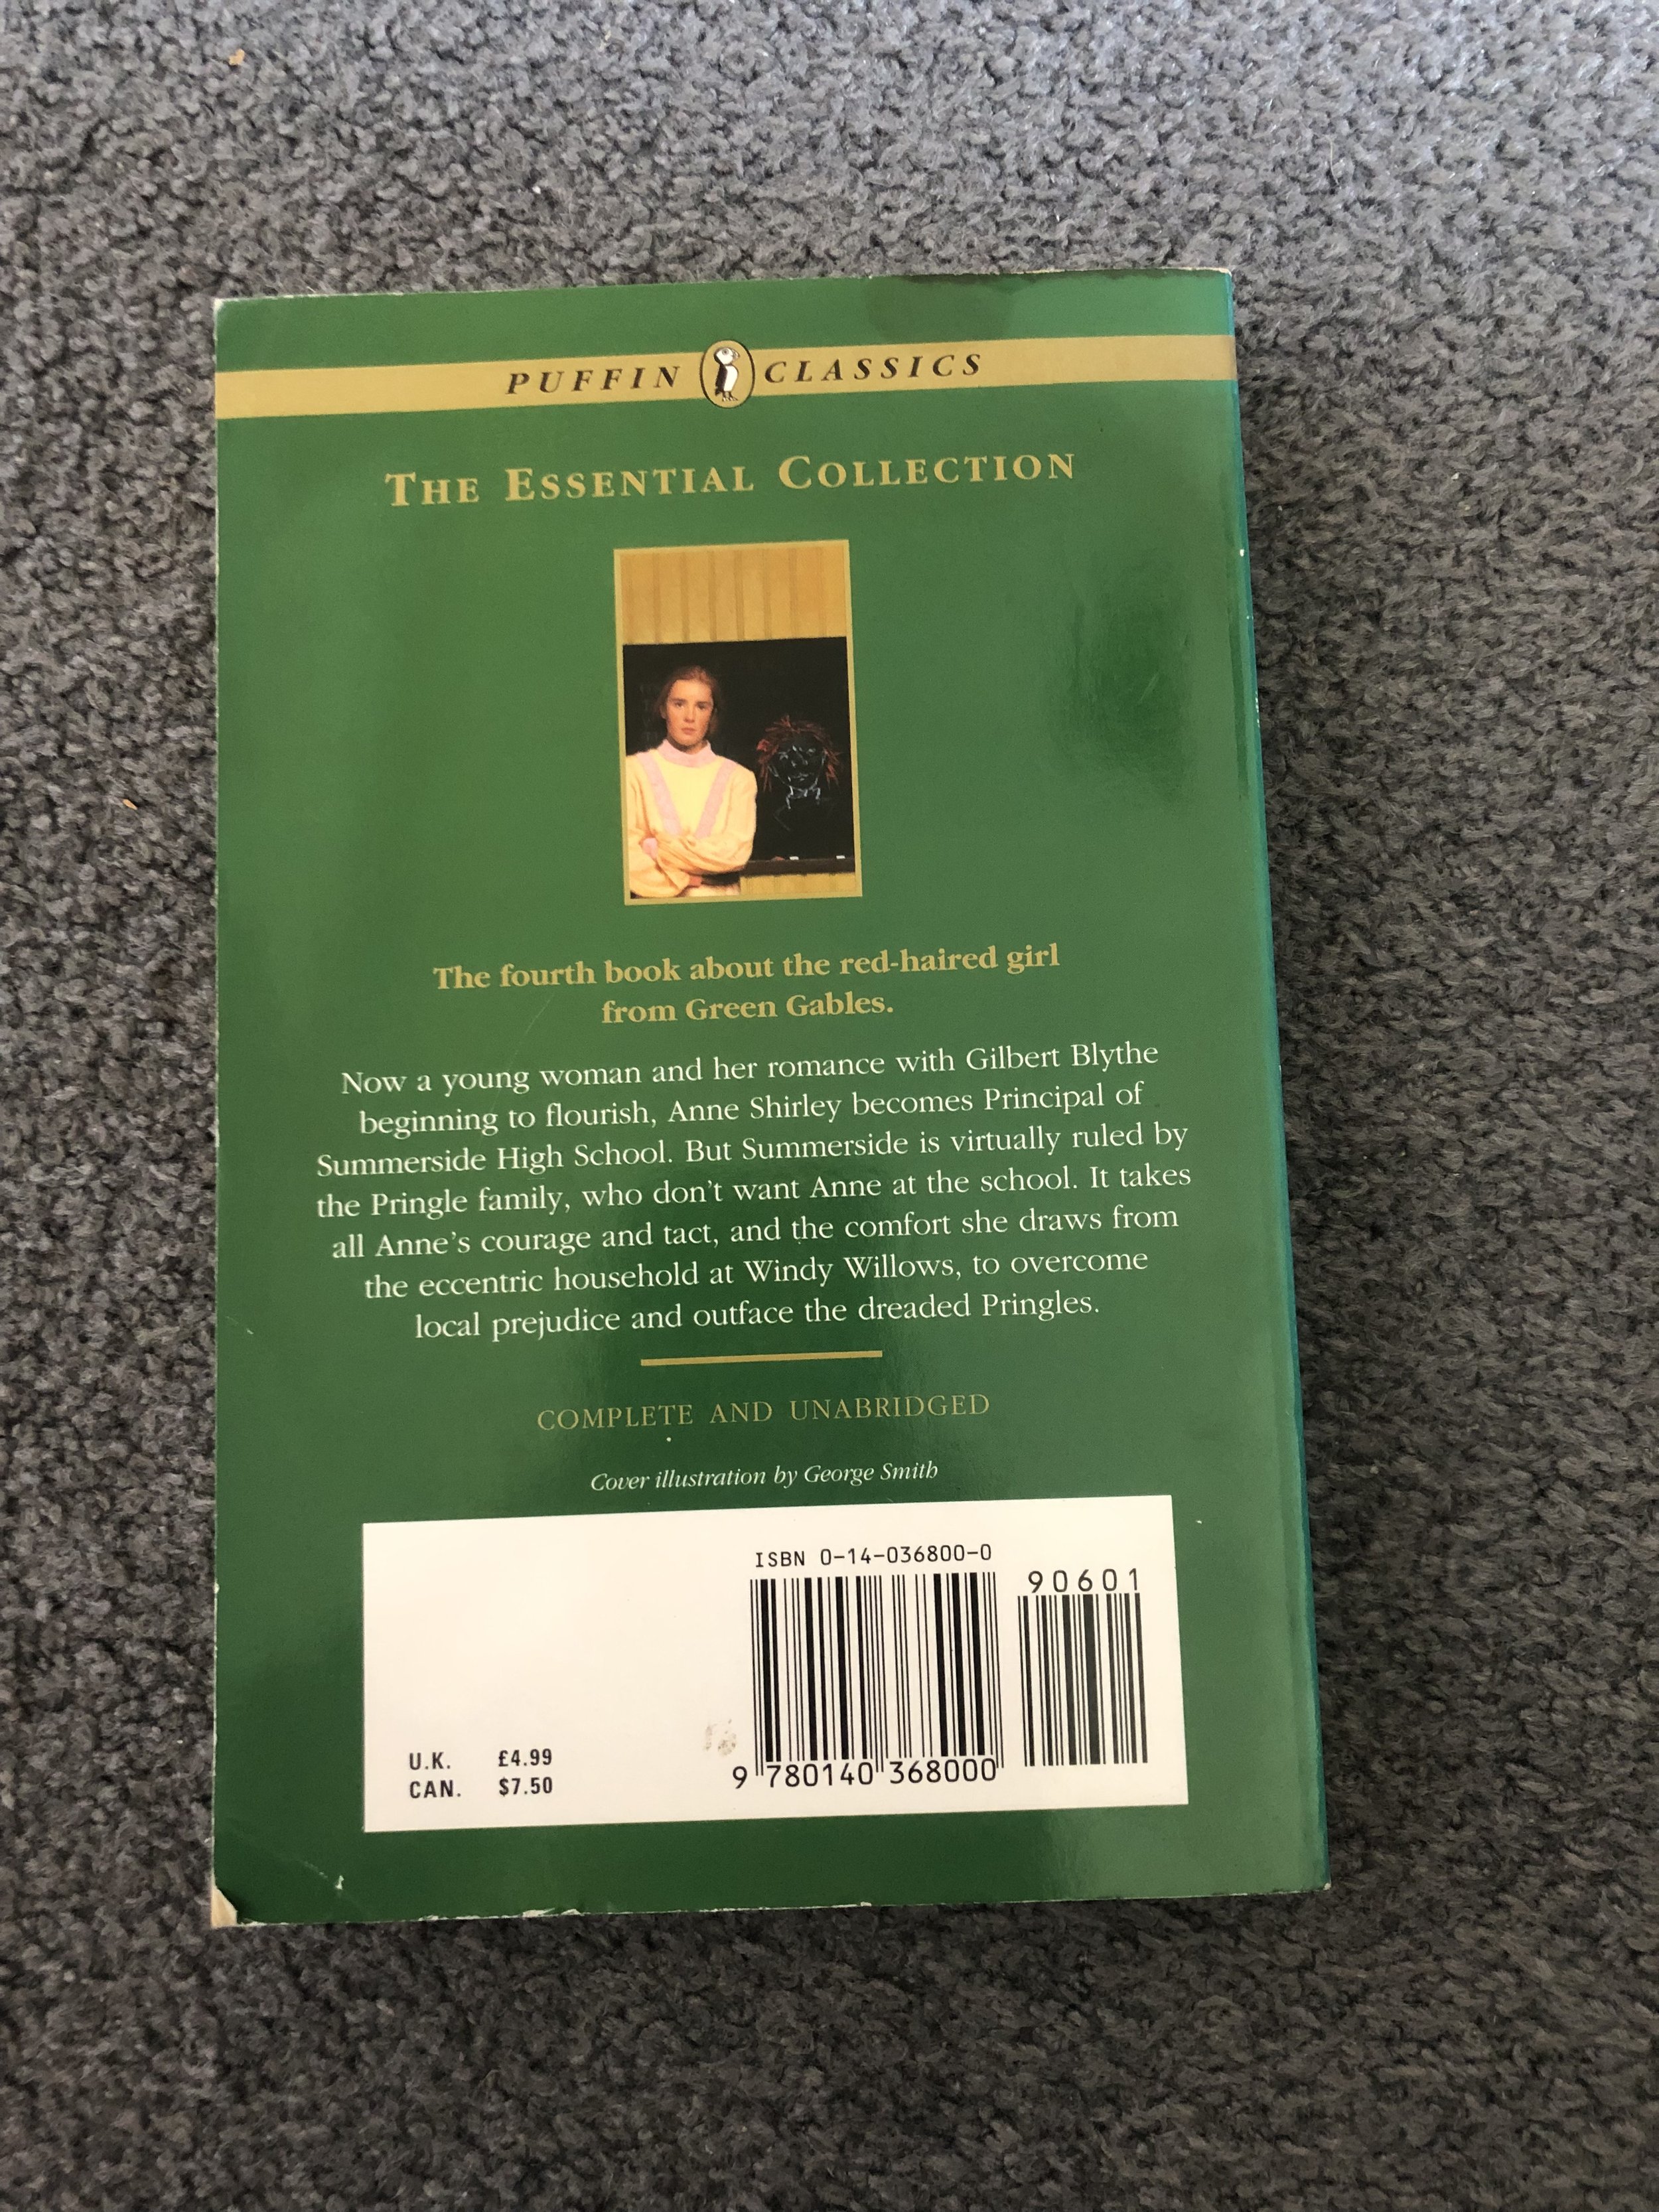 PUFFIN CLASSICS
THE ESSENTIAL COLLECTION
The fourth book about the red-haired girl
from Green Gables.
Now a young woman and her romance with Gilbert Blythe
beginning to flourish, Anne Shirley becomes Principal of
Summerside High School. But Summerside is virtually ruled by
the Pringle family, who don't want Anne at the school. It takes
all Anne's courage and tact, and the comfort she draws from
the eccentric household at Windy Willows, to overcome
local prejudice and outface the dreaded Pringles.
COMPLETE AND UNABRIDGED
Cover illustration by George Smith
ISBN 0-14-036800-0
90601
9 780140 368000
U.K. £4.99
CAN. $7.50